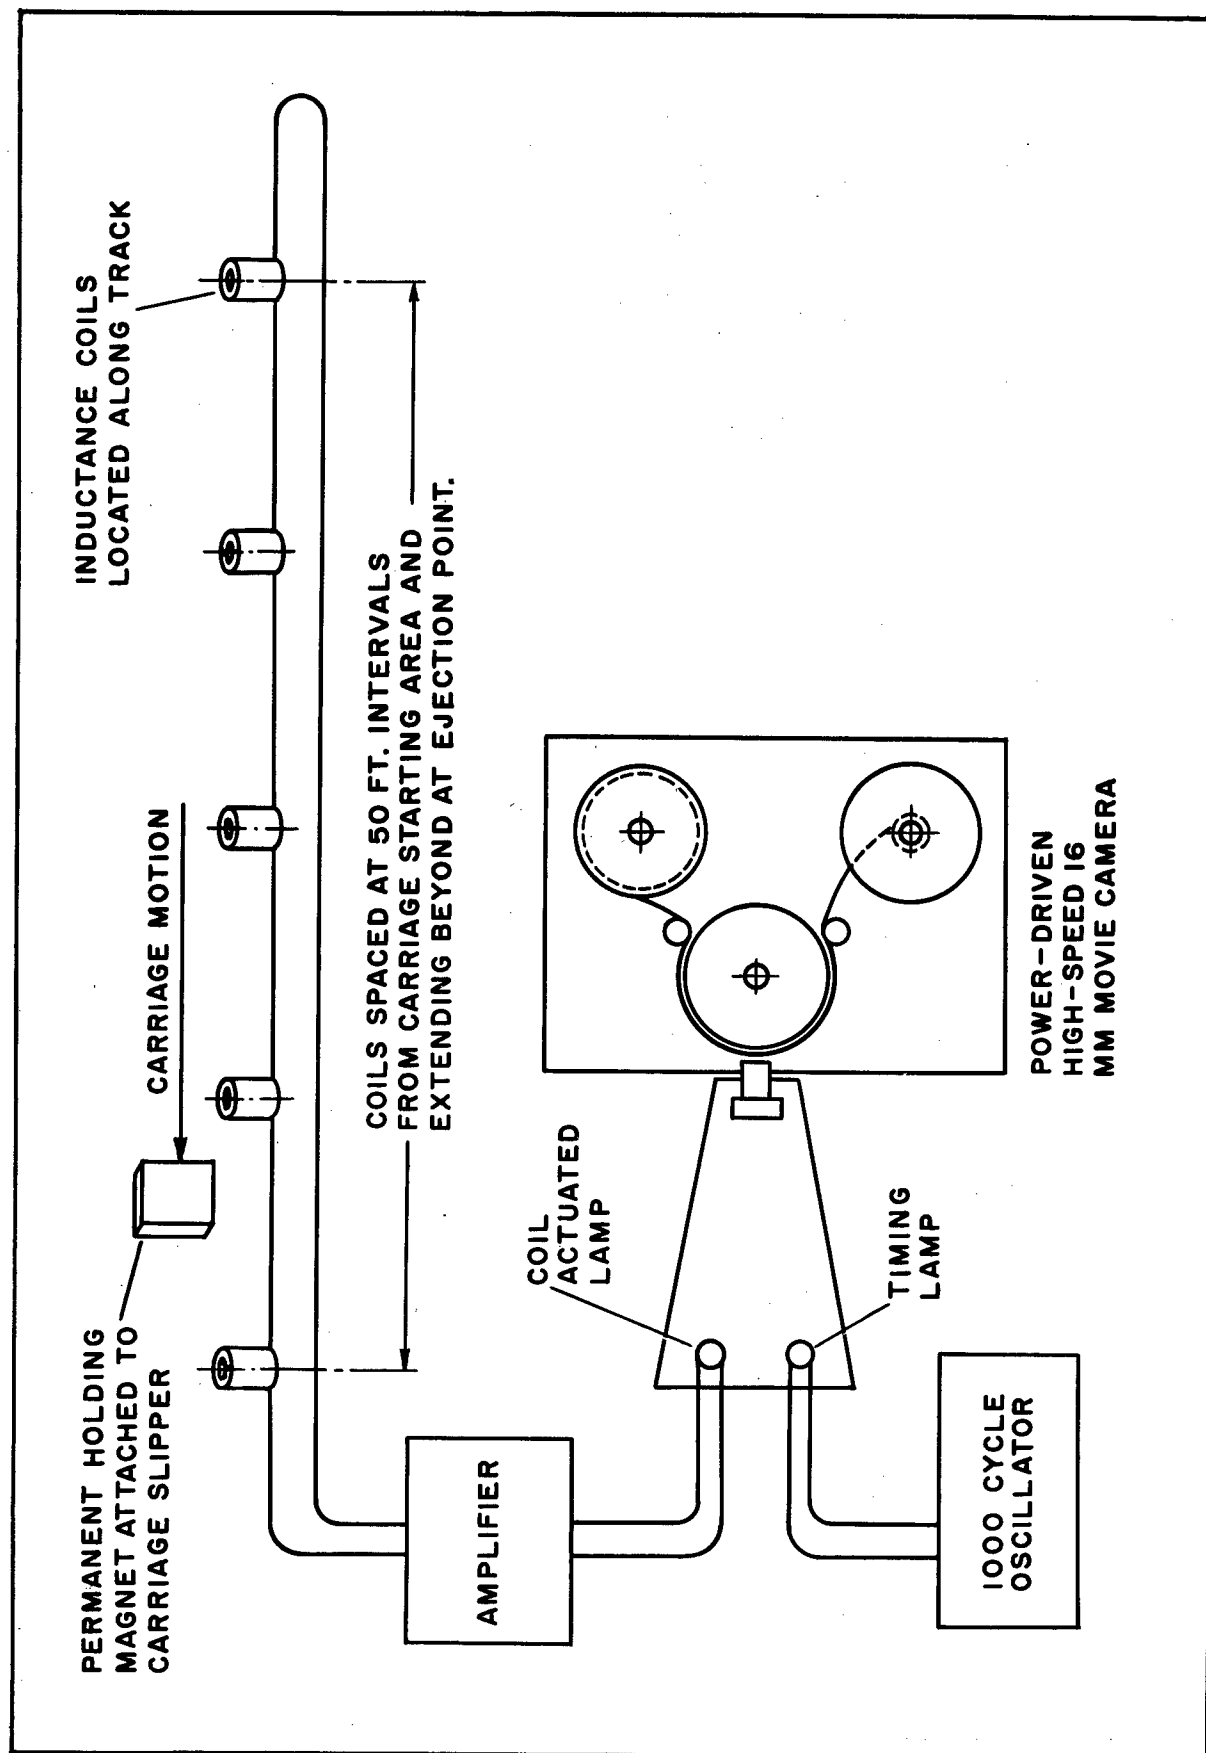 PERMANENT HOLDING
MAGNET ATTACHED TO
CARRIAGE SLIPPER
CARRIAGE MOTION
INDUCTANCE COILS
LOCATED ALONG TRACK
COILS SPACED AT 50 FT. INTERVALS
FROM CARRIAGE STARTING AREA AND
EXTENDING BEYOND AT EJECTION POINT.
AMPLIFIER
COIL
ACTUATED
LAMP
TIMING
LAMP
1000 CYCLE
OSCILLATOR
POWER-DRIVEN
HIGH-SPEED 16
MM MOVIE CAMERA